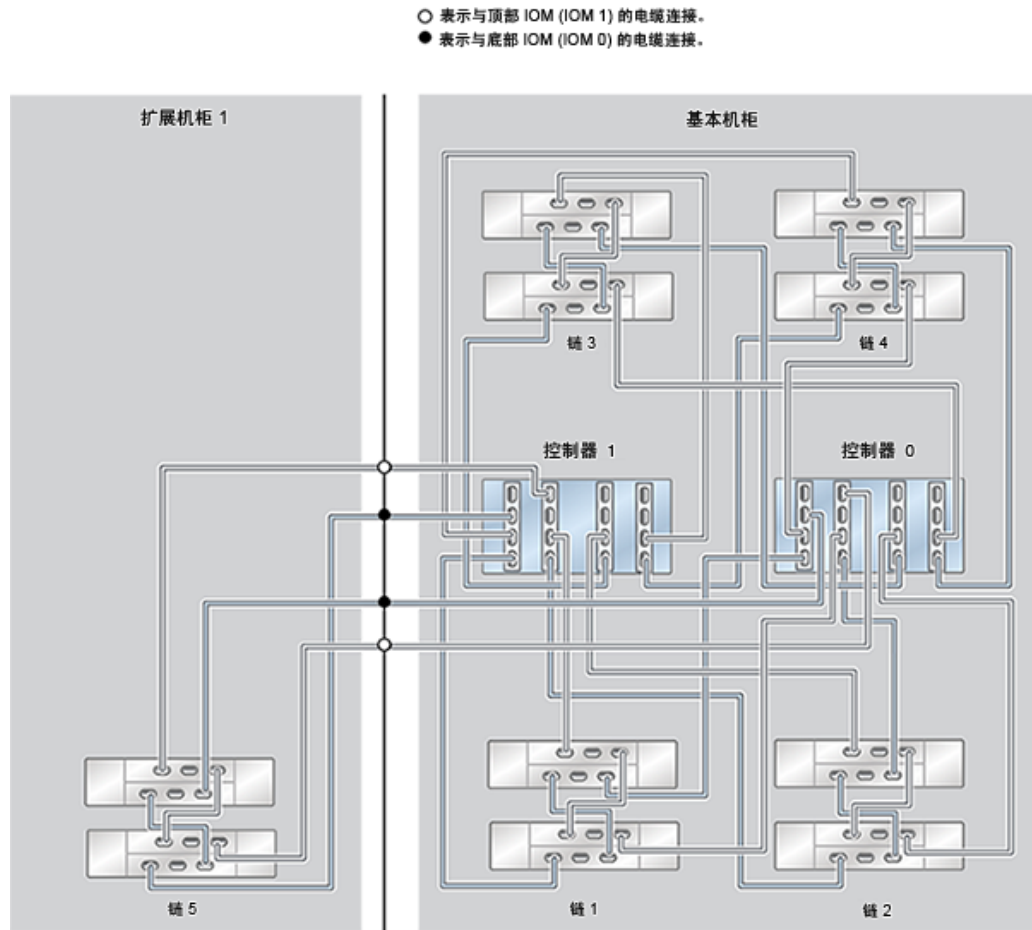 表示与顶部 IOM (IOM 1) 的电缆连接。
表示与底部 IOM (IOM 0) 的电缆连接。
扩展机柜 1
基本机柜
链 3
链 4
控制器 1
控制器 0
链 5
链 1
链 2